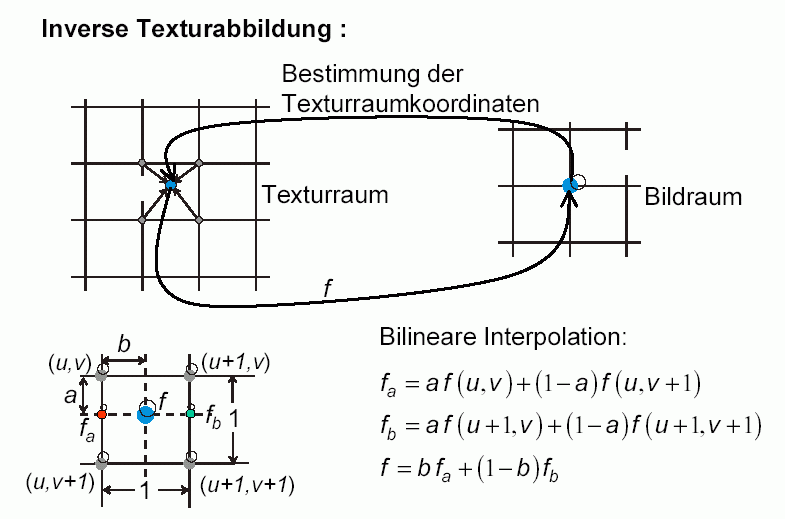 Inverse Texturabbildung :
Bestimmung der
Texturraumkoordinaten
Texturraum
Bildraum
f
Bilineare Interpolation:
f_a = a f(u,v)+(1−a)f(u,v+1)
f_b = a f(u+1,v)+(1−a)f(u+1,v+1)
f = b f_a +(1−b)f_b
b
(u,v)
(u+1,v)
a
f
f_a
f_b
1
(u,v+1)
1
(u+1,v+1)